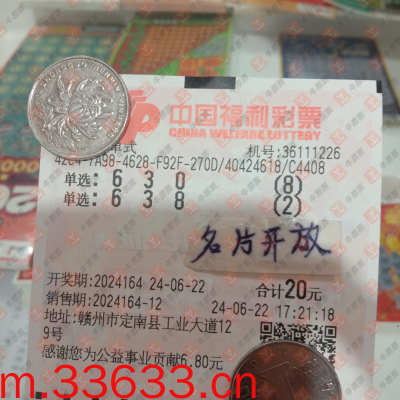 中国福利彩票
CHINA WELFARE LOTTERY
单式 机号:36111226
-4628-F92F-270D/40424618/C4408
单选: 6 3 0 (8)
单选: 6 3 8 (2)
名片开放
开奖期:2024164 24-06-22 合计20元
销售期:2024164-12 24-06-22 17:21:18
地址:赣州市定南县工业大道12
9号
感谢您为公益事业贡献6.80元
m.33633.cn